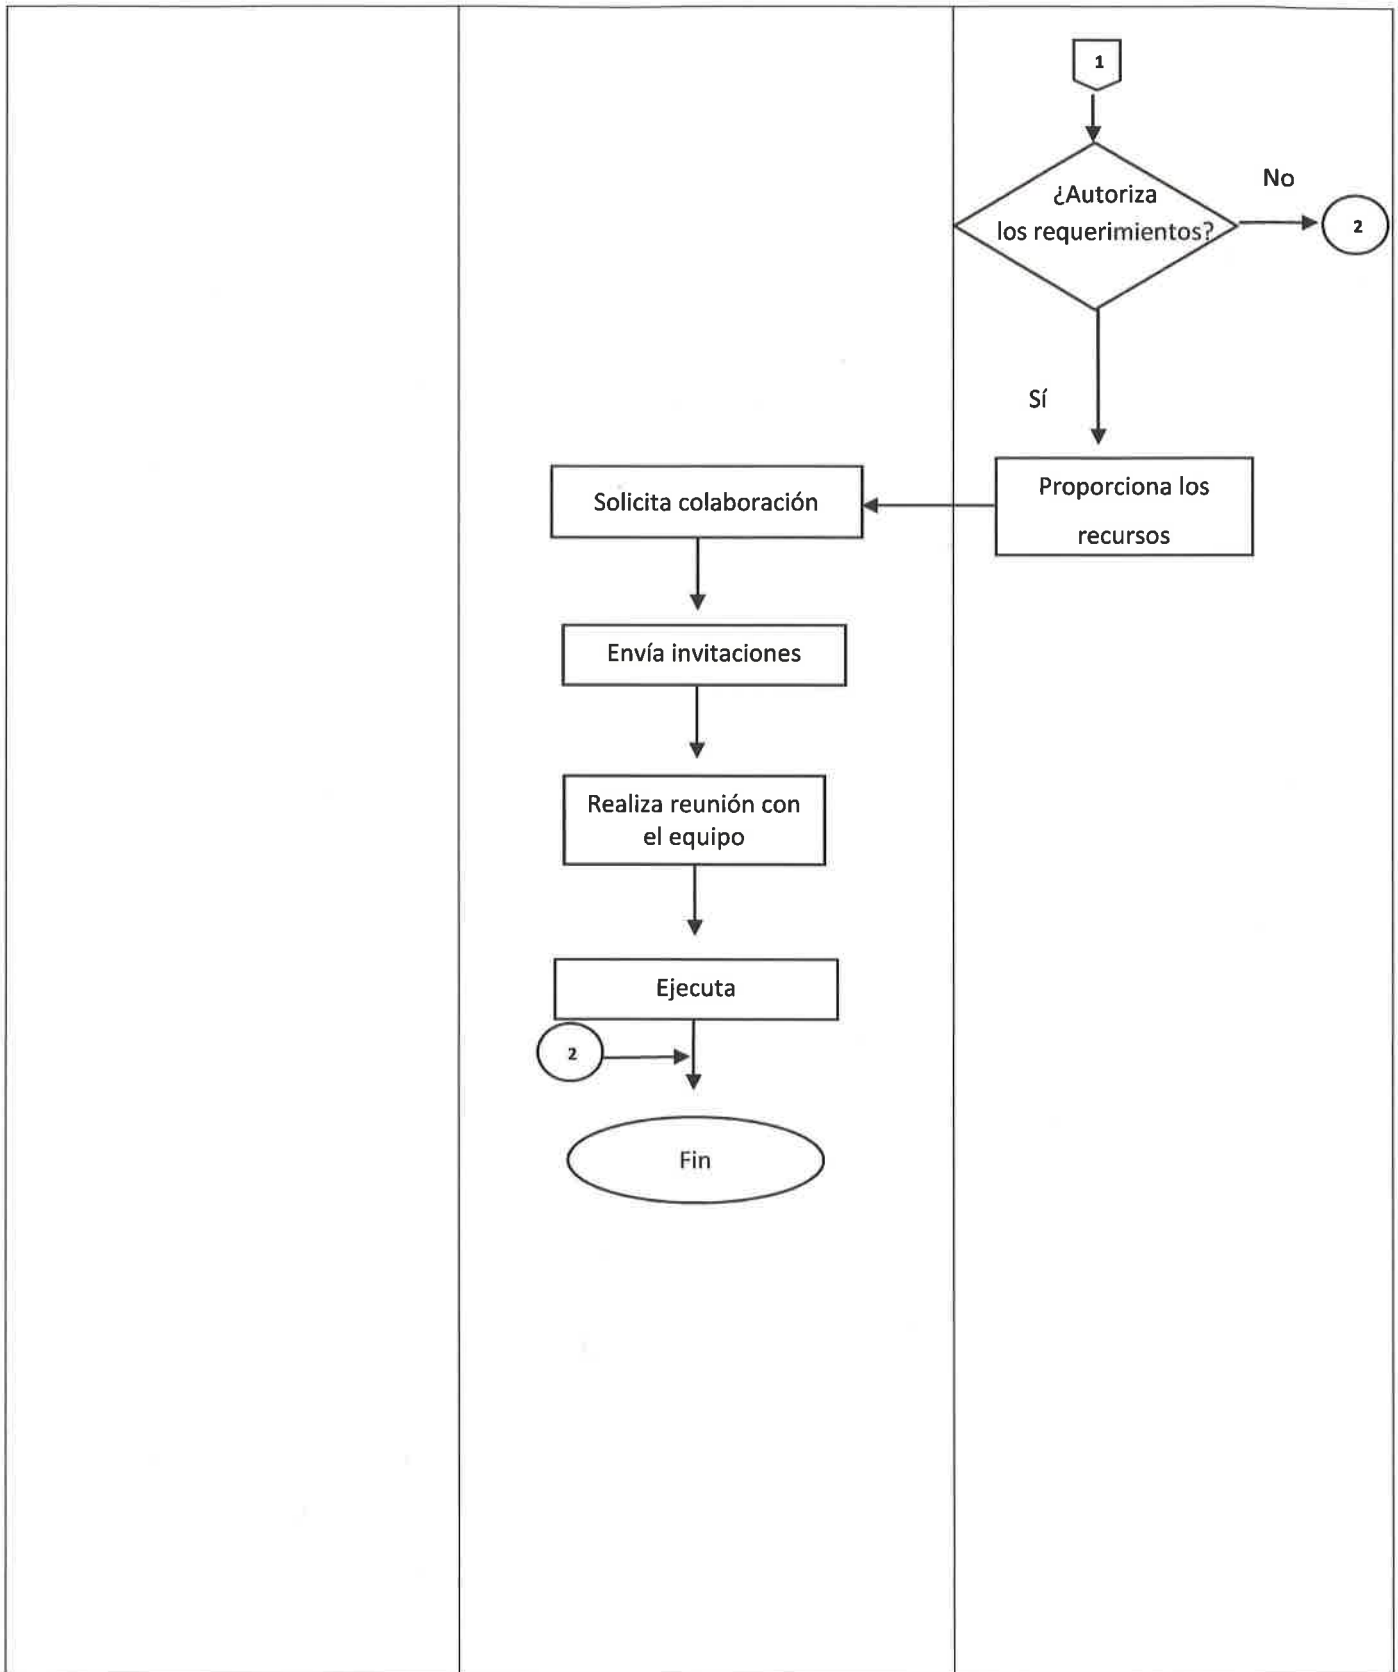 1
¿Autoriza
los requerimientos?
No
2
Sí
Proporciona los
recursos
Solicita colaboración
Envía invitaciones
Realiza reunión con
el equipo
Ejecuta
2
Fin